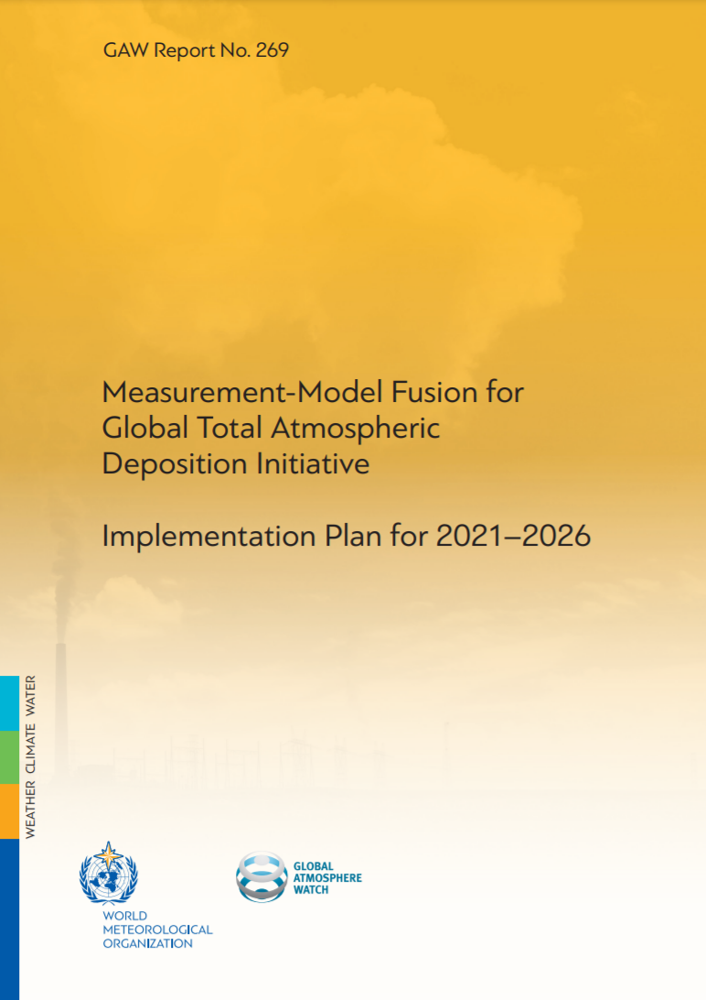 GAW Report No. 269
Measurement-Model Fusion for
Global Total Atmospheric
Deposition Initiative
Implementation Plan for 2021–2026
WEATHER CLIMATE WATER
WORLD
METEOROLOGICAL
ORGANIZATION
GLOBAL
ATMOSPHERE
WATCH